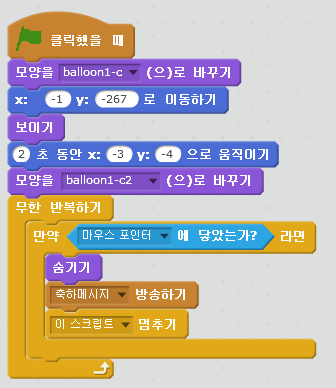 클릭했을 때
모양을 balloon1-c (으)로 바꾸기
x: -1 y: -267 로 이동하기
보이기
2 초 동안 x: -3 y: -4 으로 움직이기
모양을 balloon1-c2 (으)로 바꾸기
무한 반복하기
만약 마우스 포인터 에 닿았는가? 라면
숨기기
축하메시지 방송하기
이 스크립트 멈추기